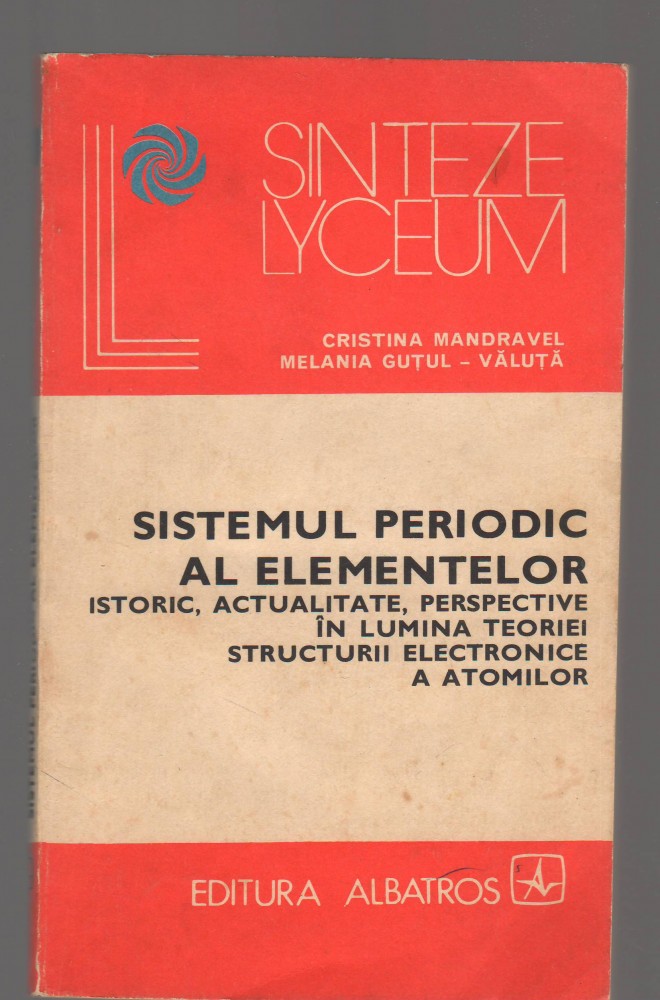 SINTEZE
LYCEUM
CRISTINA MANDRAVEL
MELANIA GUȚUL – VĂLUȚĂ
SISTEMUL PERIODIC
AL ELEMENTELOR
ISTORIC, ACTUALITATE, PERSPECTIVE
ÎN LUMINA TEORIEI
STRUCTURII ELECTRONICE
A ATOMILOR
EDITURA ALBATROS